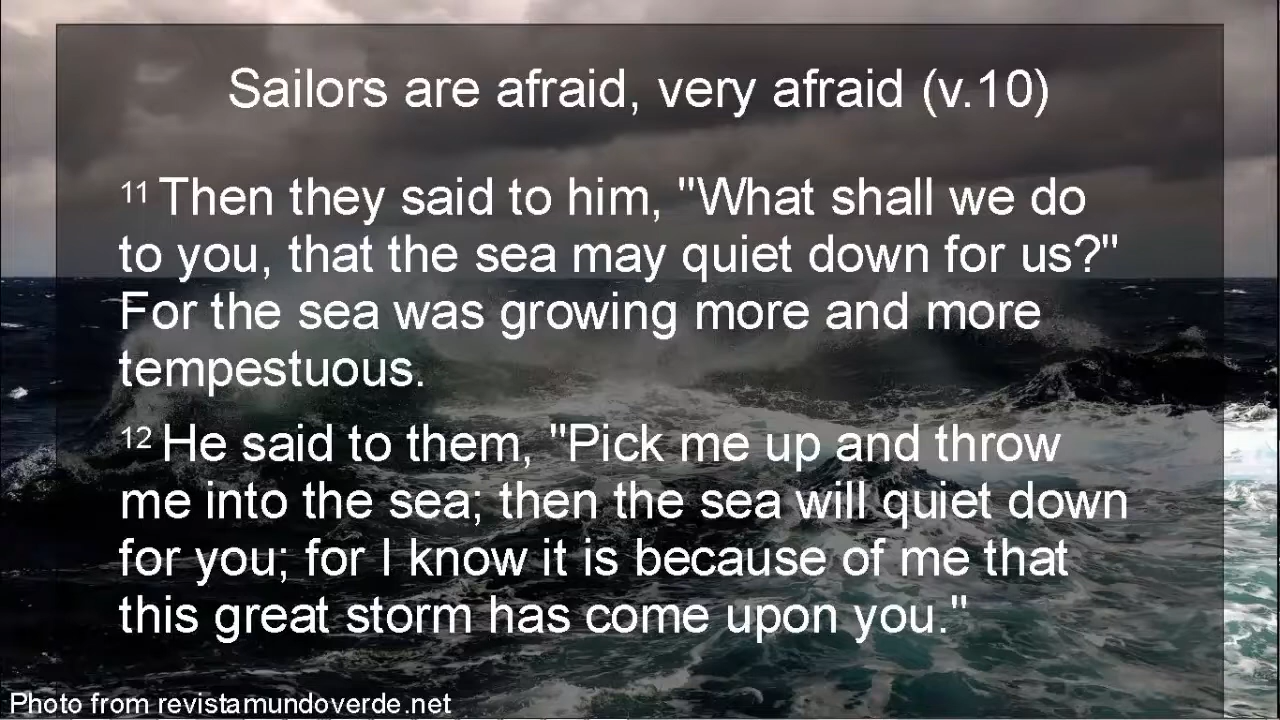 Sailors are afraid, very afraid (v.10)
11 Then they said to him, "What shall we do
to you, that the sea may quiet down for us?"
For the sea was growing more and more
tempestuous.
12 He said to them, "Pick me up and throw
me into the sea; then the sea will quiet down
for you; for I know it is because of me that
this great storm has come upon you."
Photo from revistamundoverde.net